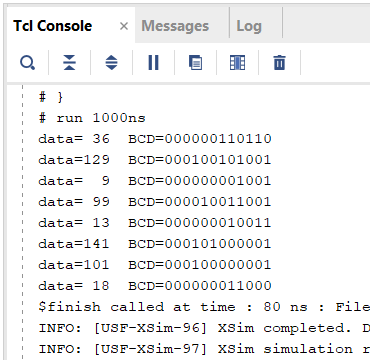 Tcl Console × Messages Log
# }
# run 1000ns
data= 36 BCD=000000110110
data=129 BCD=000100101001
data= 9 BCD=000000001001
data= 99 BCD=000010011001
data= 13 BCD=000000010011
data=141 BCD=000101000001
data=101 BCD=000100000001
data= 18 BCD=000000011000
$finish called at time : 80 ns : File
INFO: [USF-XSim-96] XSim completed. D
INFO: [USF-XSim-97] XSim simulation r